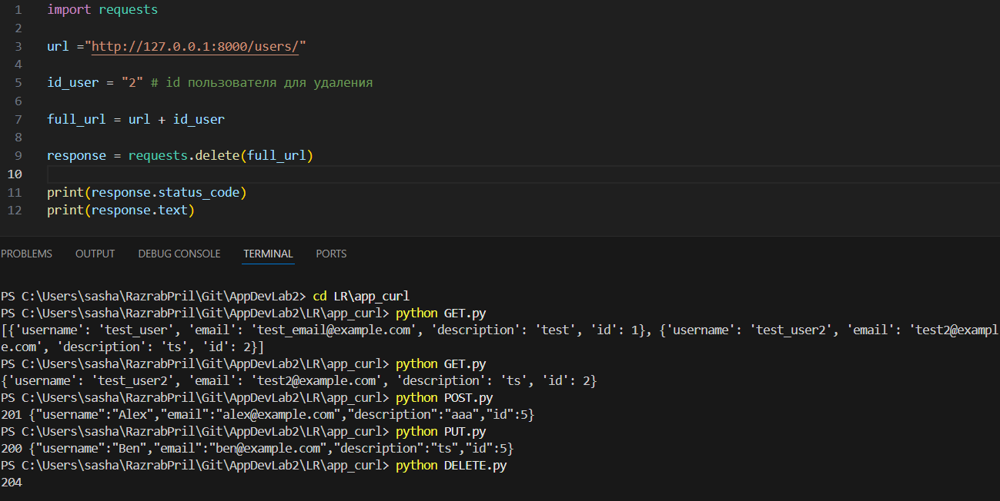 1 import requests
2
3 url ="http://127.0.0.1:8000/users/"
4
5 id_user = "2" # id пользователя для удаления
6
7 full_url = url + id_user
8
9 response = requests.delete(full_url)
10
11 print(response.status_code)
12 print(response.text)
PROBLEMS OUTPUT DEBUG CONSOLE TERMINAL PORTS
PS C:\Users\sasha\RazrabPril\Git\AppDevLab2> cd LR\app_curl
PS C:\Users\sasha\RazrabPril\Git\AppDevLab2\LR\app_curl> python GET.py
[{'username': 'test_user', 'email': 'test_email@example.com', 'description': 'test', 'id': 1}, {'username': 'test_user2', 'email': 'test2@exampl
e.com', 'description': 'ts', 'id': 2}]
PS C:\Users\sasha\RazrabPril\Git\AppDevLab2\LR\app_curl> python GET.py
{'username': 'test_user2', 'email': 'test2@example.com', 'description': 'ts', 'id': 2}
PS C:\Users\sasha\RazrabPril\Git\AppDevLab2\LR\app_curl> python POST.py
201 {"username":"Alex","email":"alex@example.com","description":"aaa","id":5}
PS C:\Users\sasha\RazrabPril\Git\AppDevLab2\LR\app_curl> python PUT.py
200 {"username":"Ben","email":"ben@example.com","description":"ts","id":5}
PS C:\Users\sasha\RazrabPril\Git\AppDevLab2\LR\app_curl> python DELETE.py
204